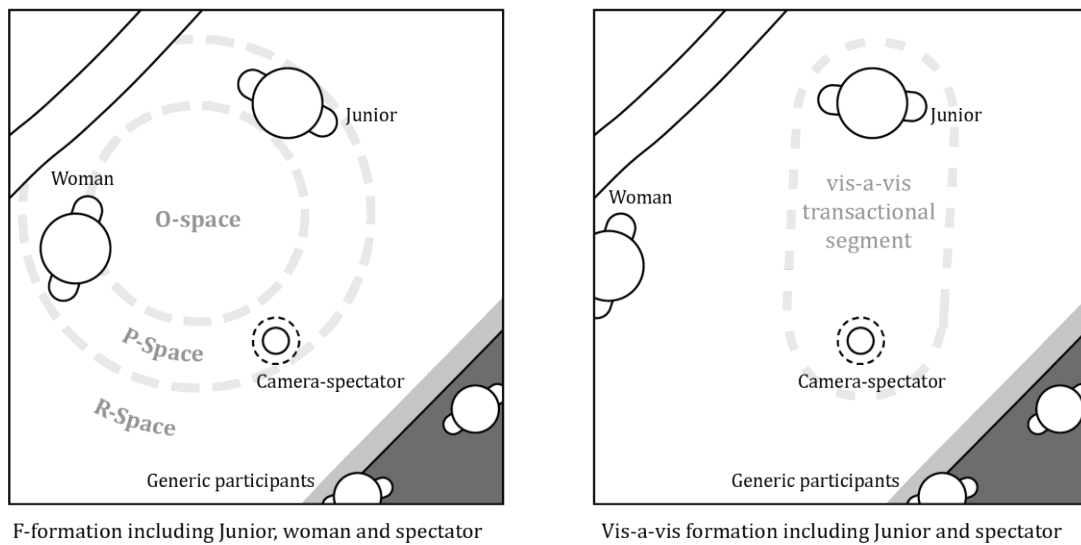 Junior
Woman
O-space
P-Space
Camera-spectator
R-Space
Generic participants
F-formation including Junior, woman and spectator
Junior
vis-a-vis
transactional
segment
Woman
Camera-spectator
Generic participants
Vis-a-vis formation including Junior and spectator